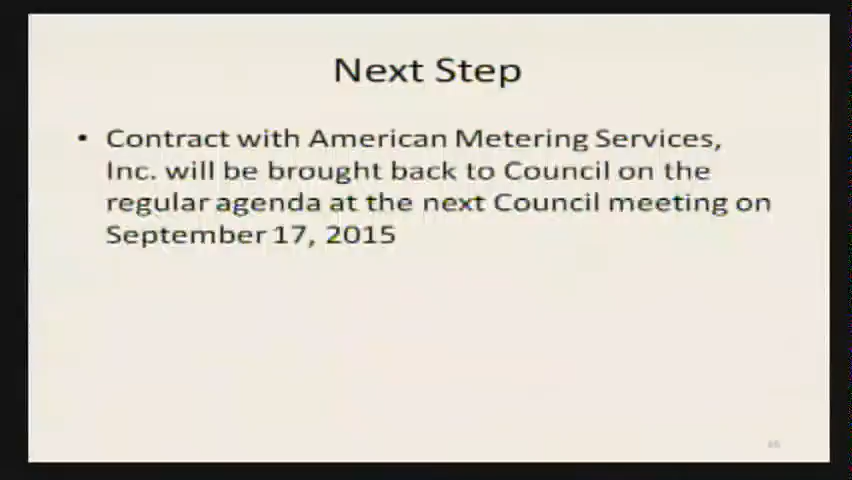 Next Step
• Contract with American Metering Services,
Inc. will be brought back to Council on the
regular agenda at the next Council meeting on
September 17, 2015